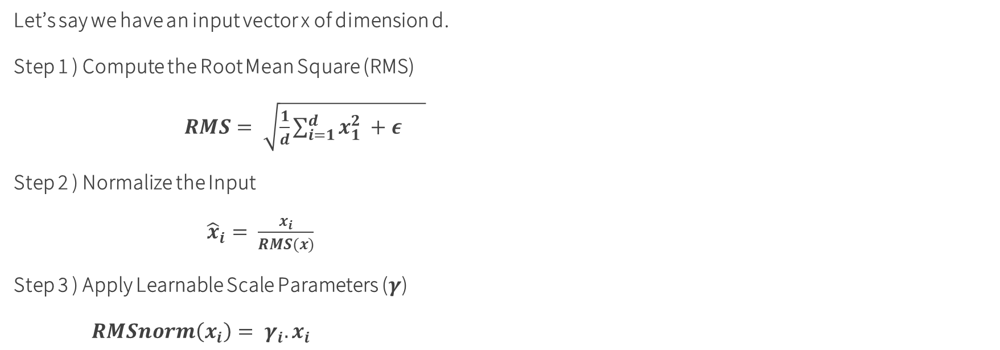 Let's say we have an input vector x of dimension d.
Step 1 ) Compute the Root Mean Square (RMS)
RMS = √(1/d ∑_{i=1}^{d} x_1^2 + ϵ)
Step 2 ) Normalize the Input
x̂_i = x_i / RMS(x)
Step 3 ) Apply Learnable Scale Parameters (γ)
RMSnorm(x_i) = γ_i. x_i